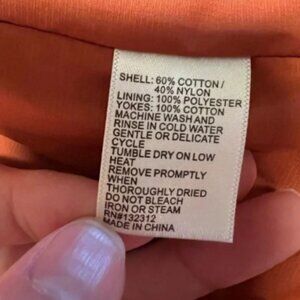 SHELL: 60% COTTON /
40% NYLON
LINING: 100% POLYESTER
YOKES: 100% COTTON
MACHINE WASH AND
RINSE IN COLD WATER
GENTLE OR DELICATE
CYCLE
TUMBLE DRY ON LOW
HEAT
REMOVE PROMPTLY
WHEN
THOROUGHLY DRIED
DO NOT BLEACH
IRON OR STEAM
RN#132312
MADE IN CHINA